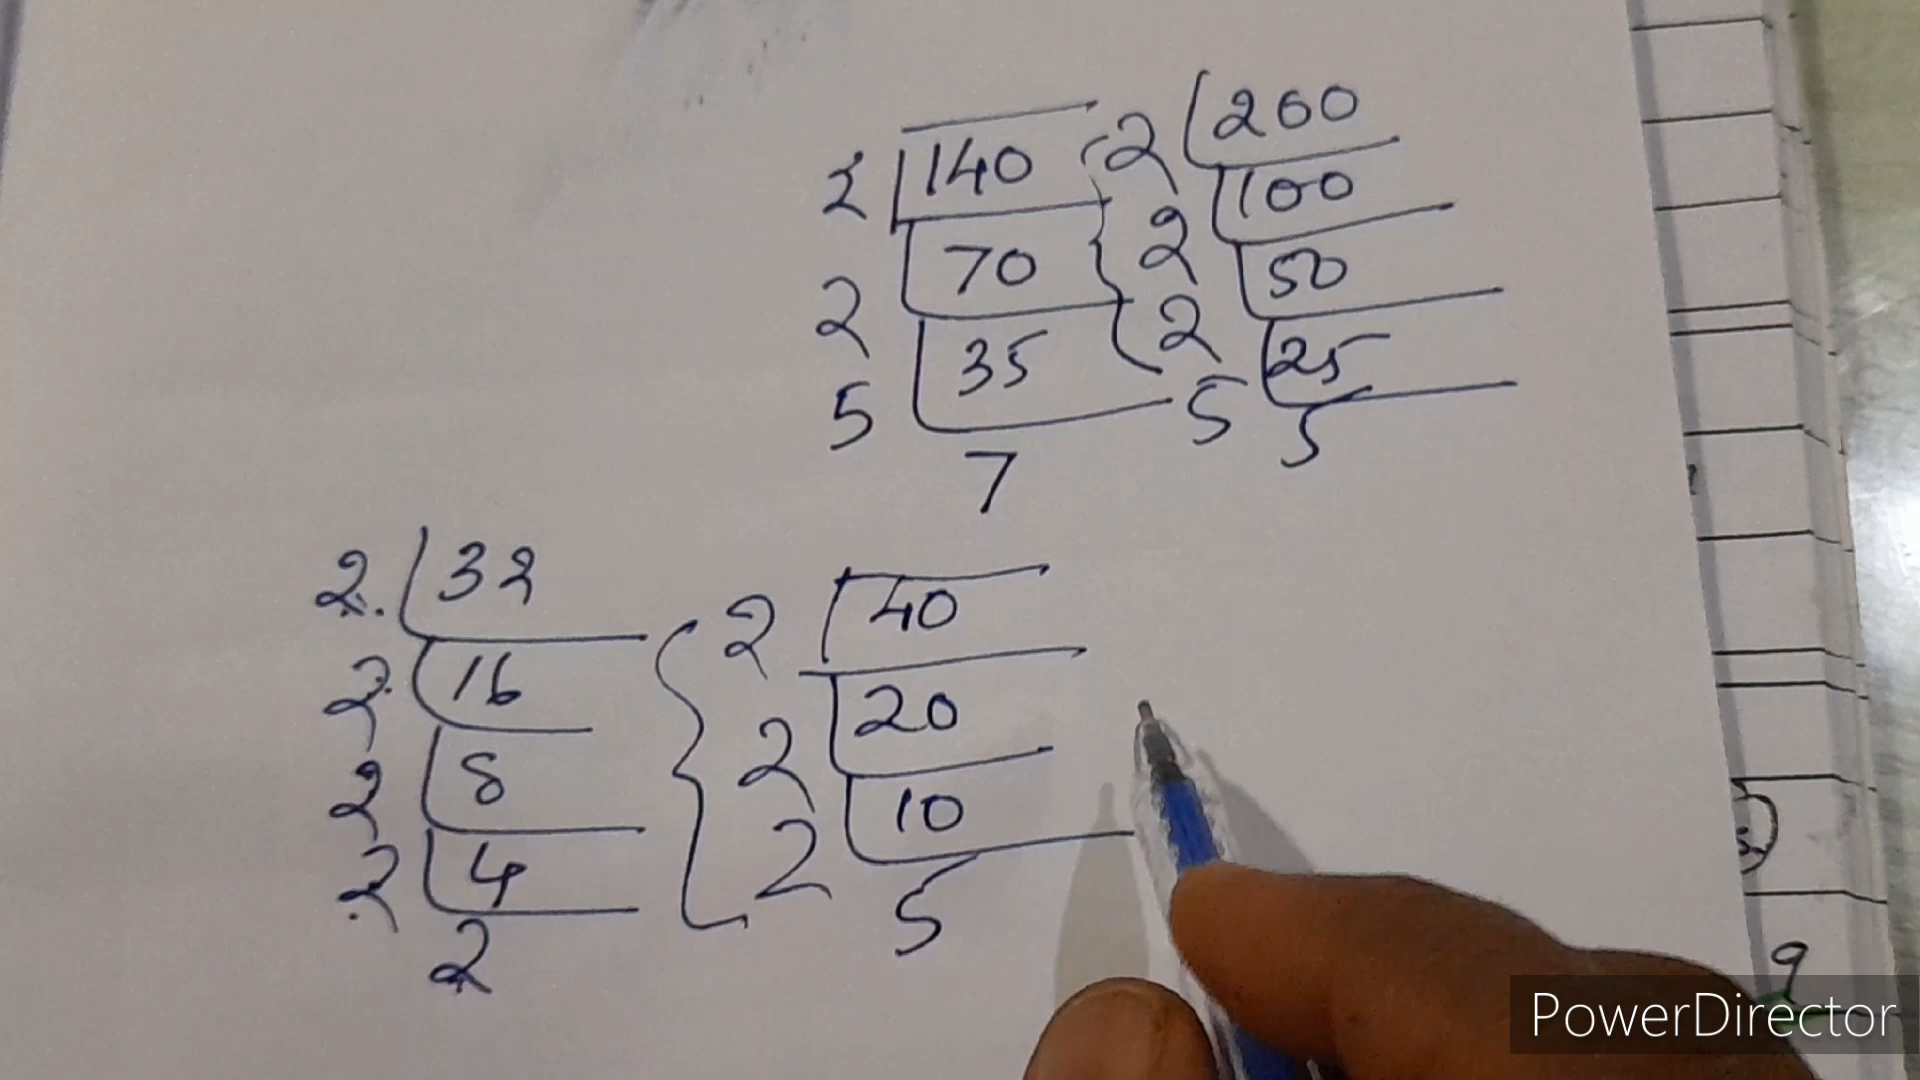 2 140 2 200
2 70 2 100
5 35 2 50
7 5 25
5
2 32 2 40
2 16 2 20
2 8 2 10
2 4 5
2
9
PowerDirector